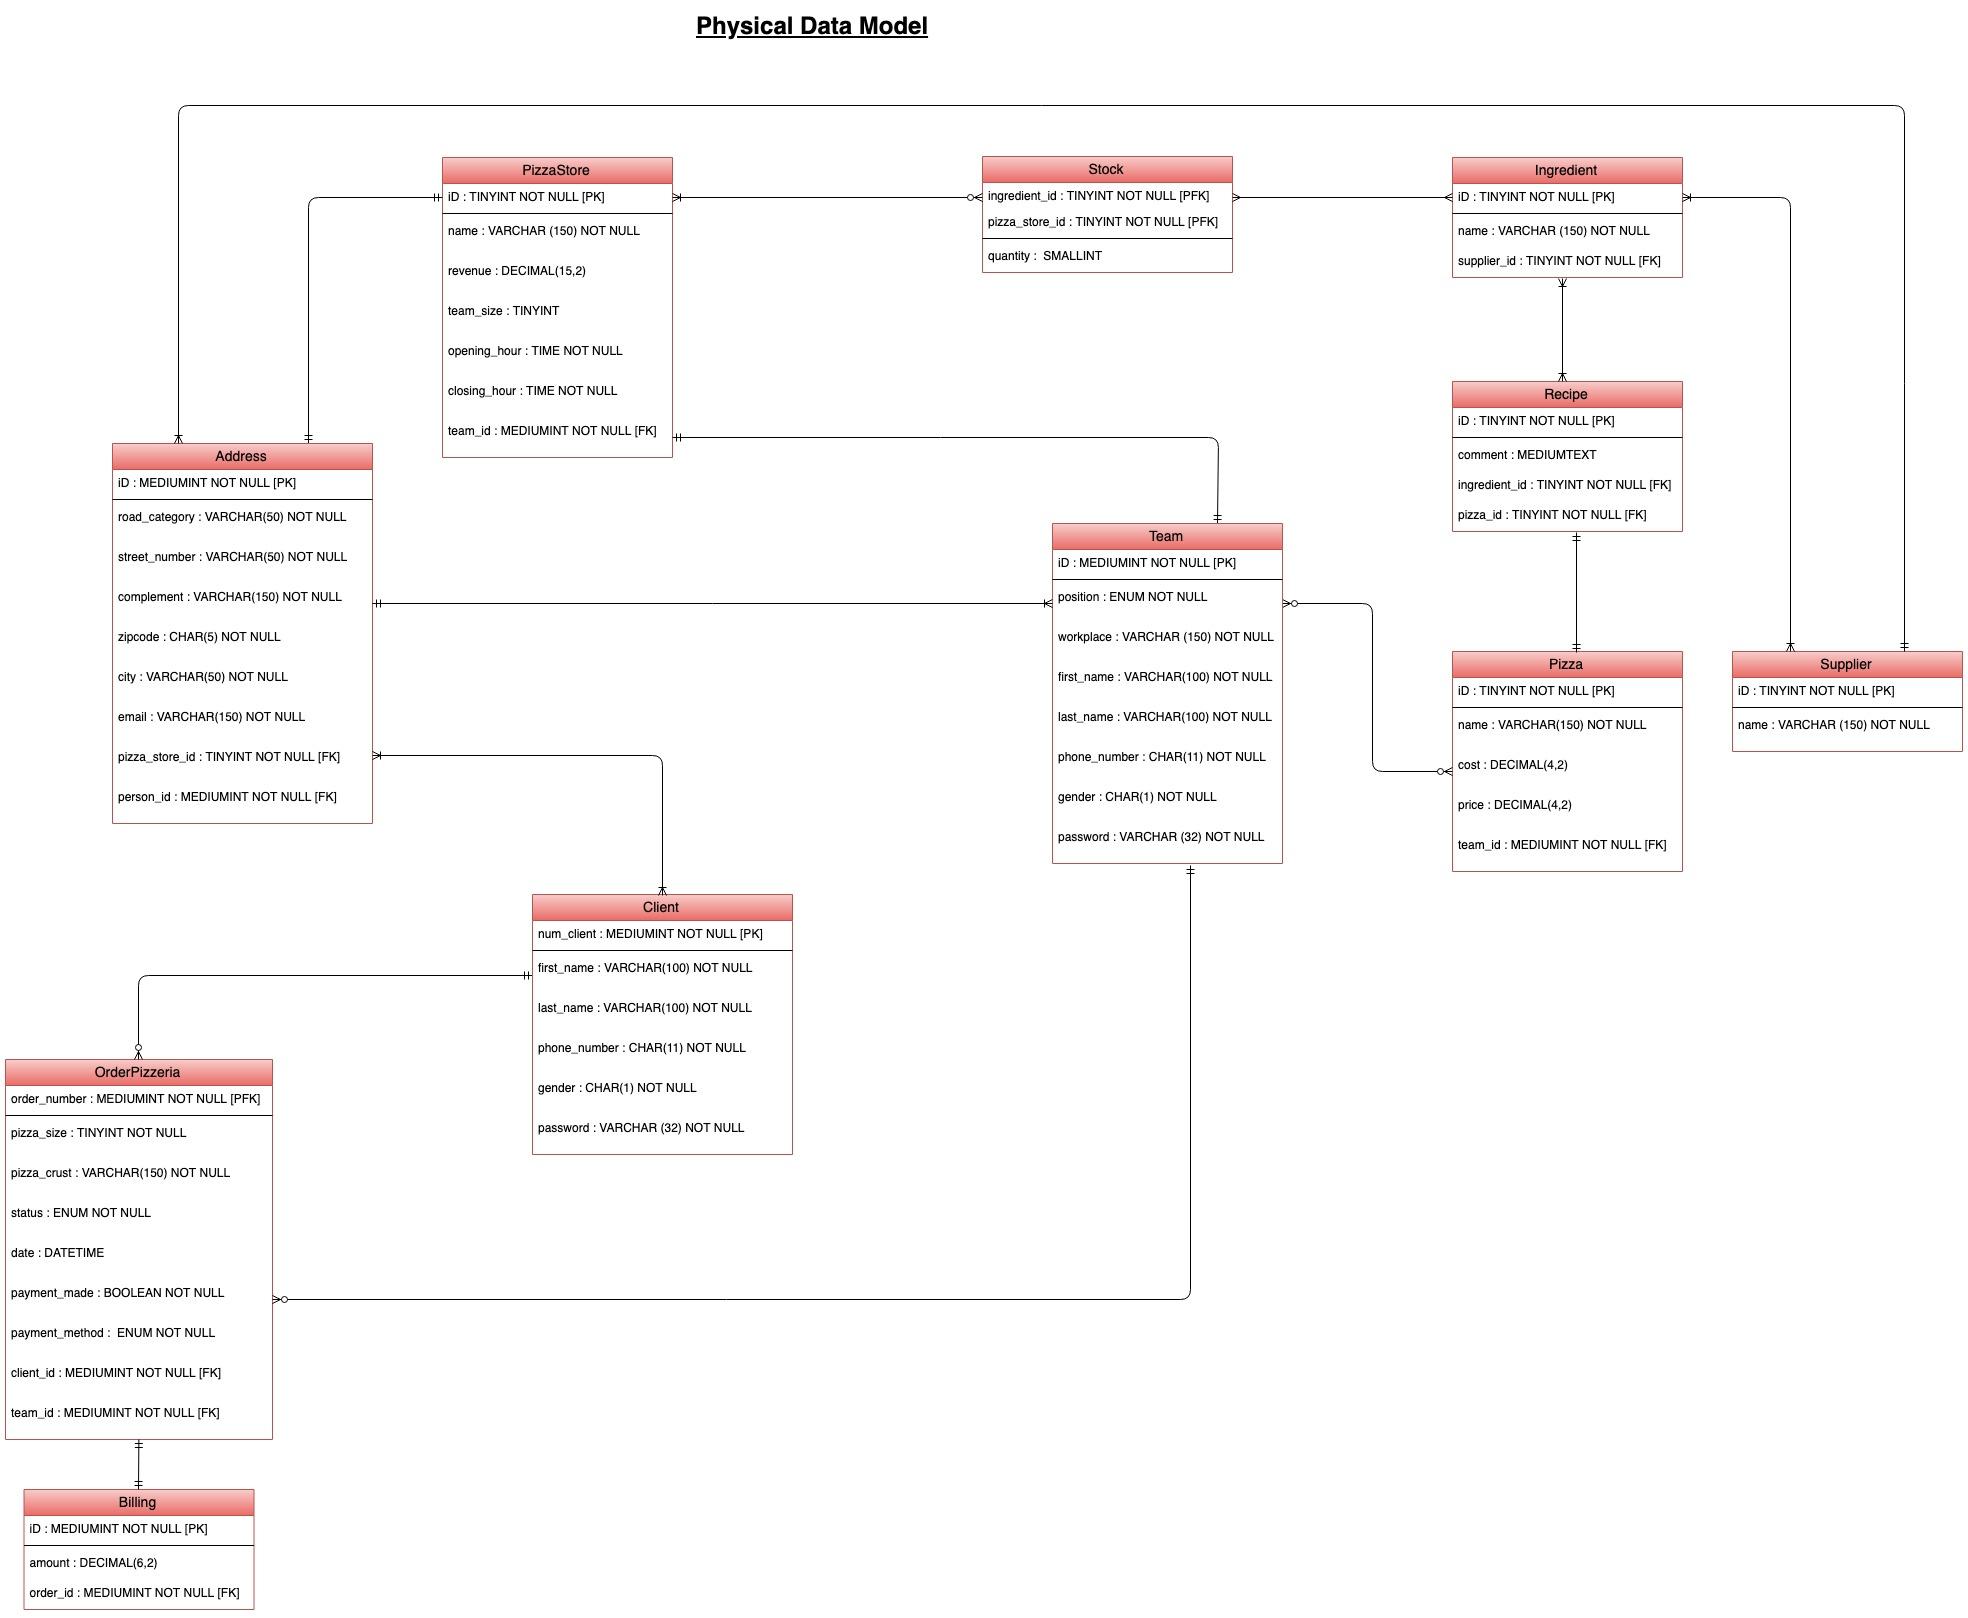 Physical Data Model
PizzaStore
iD : TINYINT NOT NULL [PK]
name : VARCHAR (150) NOT NULL
revenue : DECIMAL(15,2)
team_size : TINYINT
opening_hour : TIME NOT NULL
closing_hour : TIME NOT NULL
team_id : MEDIUMINT NOT NULL [FK]
Stock
ingredient_id : TINYINT NOT NULL [PFK]
pizza_store_id : TINYINT NOT NULL [PFK]
quantity :  SMALLINT
Ingredient
iD : TINYINT NOT NULL [PK]
name : VARCHAR (150) NOT NULL
supplier_id : TINYINT NOT NULL [FK]
Recipe
iD : TINYINT NOT NULL [PK]
comment : MEDIUMTEXT
ingredient_id : TINYINT NOT NULL [FK]
pizza_id : TINYINT NOT NULL [FK]
Address
iD : MEDIUMINT NOT NULL [PK]
road_category : VARCHAR(50) NOT NULL
street_number : VARCHAR(50) NOT NULL
complement : VARCHAR(150) NOT NULL
zipcode : CHAR(5) NOT NULL
city : VARCHAR(50) NOT NULL
email : VARCHAR(150) NOT NULL
pizza_store_id : TINYINT NOT NULL [FK]
person_id : MEDIUMINT NOT NULL [FK]
Team
iD : MEDIUMINT NOT NULL [PK]
position : ENUM NOT NULL
workplace : VARCHAR (150) NOT NULL
first_name : VARCHAR(100) NOT NULL
last_name : VARCHAR(100) NOT NULL
phone_number : CHAR(11) NOT NULL
gender : CHAR(1) NOT NULL
password : VARCHAR (32) NOT NULL
Pizza
iD : TINYINT NOT NULL [PK]
name : VARCHAR(150) NOT NULL
cost : DECIMAL(4,2)
price : DECIMAL(4,2)
team_id : MEDIUMINT NOT NULL [FK]
Supplier
iD : TINYINT NOT NULL [PK]
name : VARCHAR (150) NOT NULL
Client
num_client : MEDIUMINT NOT NULL [PK]
first_name : VARCHAR(100) NOT NULL
last_name : VARCHAR(100) NOT NULL
phone_number : CHAR(11) NOT NULL
gender : CHAR(1) NOT NULL
password : VARCHAR (32) NOT NULL
OrderPizzeria
order_number : MEDIUMINT NOT NULL [PFK]
pizza_size : TINYINT NOT NULL
pizza_crust : VARCHAR(150) NOT NULL
status : ENUM NOT NULL
date : DATETIME
payment_made : BOOLEAN NOT NULL
payment_method :  ENUM NOT NULL
client_id : MEDIUMINT NOT NULL [FK]
team_id : MEDIUMINT NOT NULL [FK]
Billing
iD : MEDIUMINT NOT NULL [PK]
amount : DECIMAL(6,2)
order_id : MEDIUMINT NOT NULL [FK]